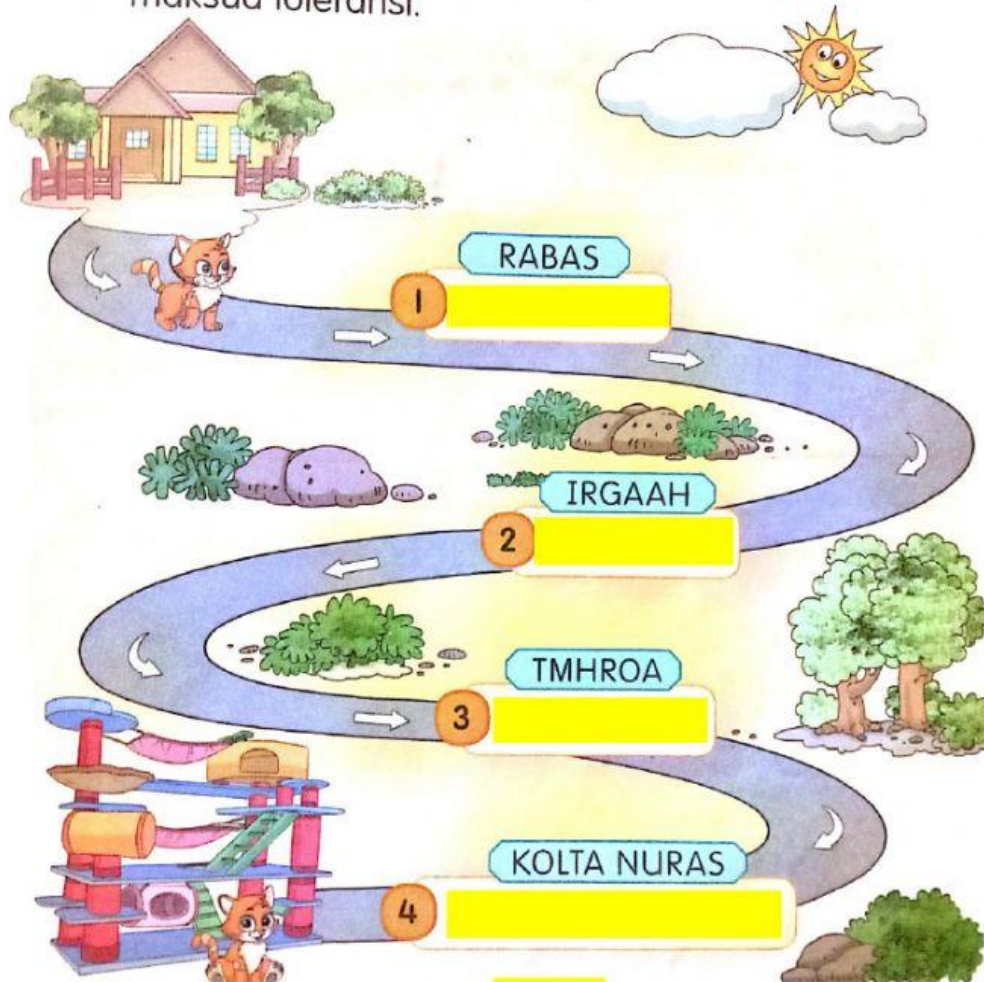 maksud toleransi.
RABAS
1
IRGAAH
2
TMHROA
3
KOLTA NURAS
4